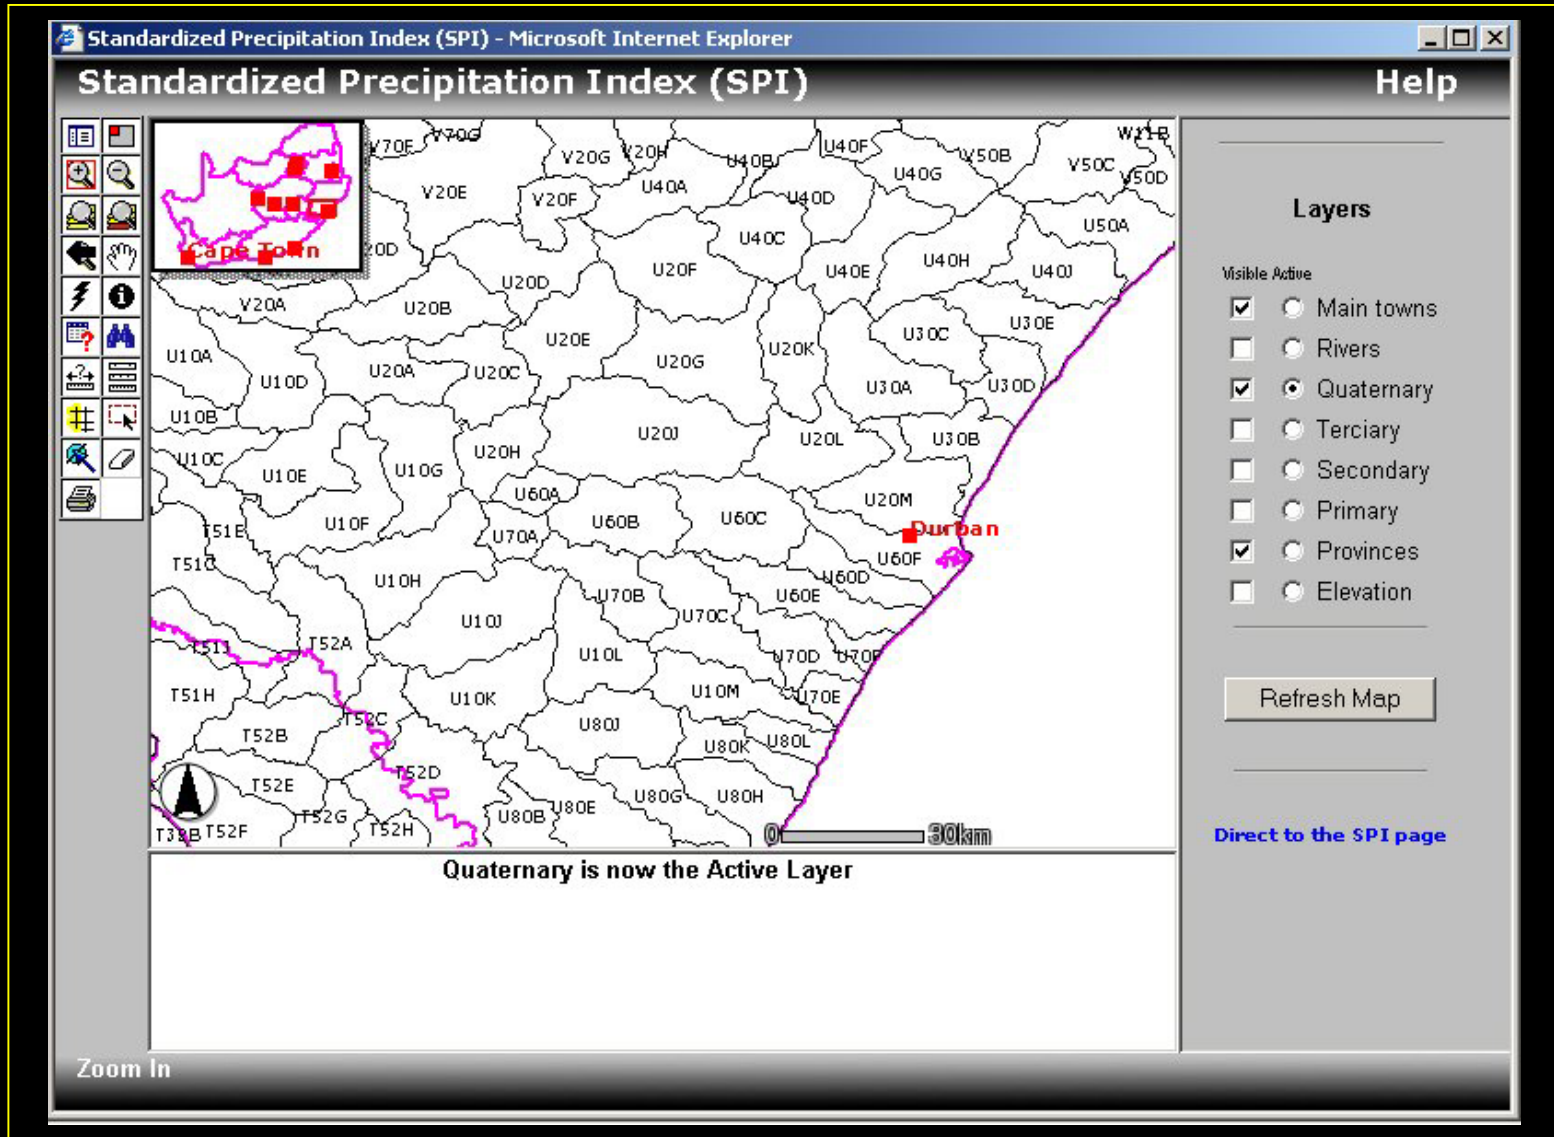 Standardized Precipitation Index (SPI) - Microsoft Internet Explorer
Standardized Precipitation Index (SPI) Help
Cape Town
V70F V70G V20G V20H U40B U40F V50B W11B
V20E V20F U40A U40D U40G V50C V50D
U40C U50A
U20D U20F U40E U40H U40J
V20A U20B
U10A U20E U20G U20K U30C U30E
U10D U20A U20C U30A U30D
U10B U20J U20L U30B
U10C U10E U10G U20H
U60A U20M
U10F U70A U60B U60C Durban
T51C U60F
U10H U70B U60D U60E
U10J U70C
T51J T52A U10L U70D
T51H U10K U10M U70E
T52B T52C U80J U80K U80L
T52E T52D
T52G U80B U80E U80G U80H
T52F T52H
0 30km
Layers
Visible Active
Main towns
Rivers
Quaternary
Terciary
Secondary
Primary
Provinces
Elevation
Refresh Map
Direct to the SPI page
Quaternary is now the Active Layer
Zoom In